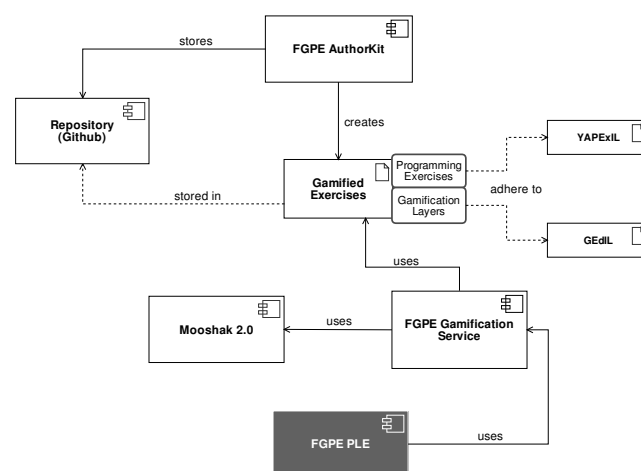 stores
FGPE AuthorKit
Repository
(Github)
creates
YAPExIL
Programming
Exercises
Gamified
Exercises
adhere to
Gamification
Layers
stored in
GEdIL
uses
Mooshak 2.0
uses
FGPE Gamification
Service
FGPE PLE
uses